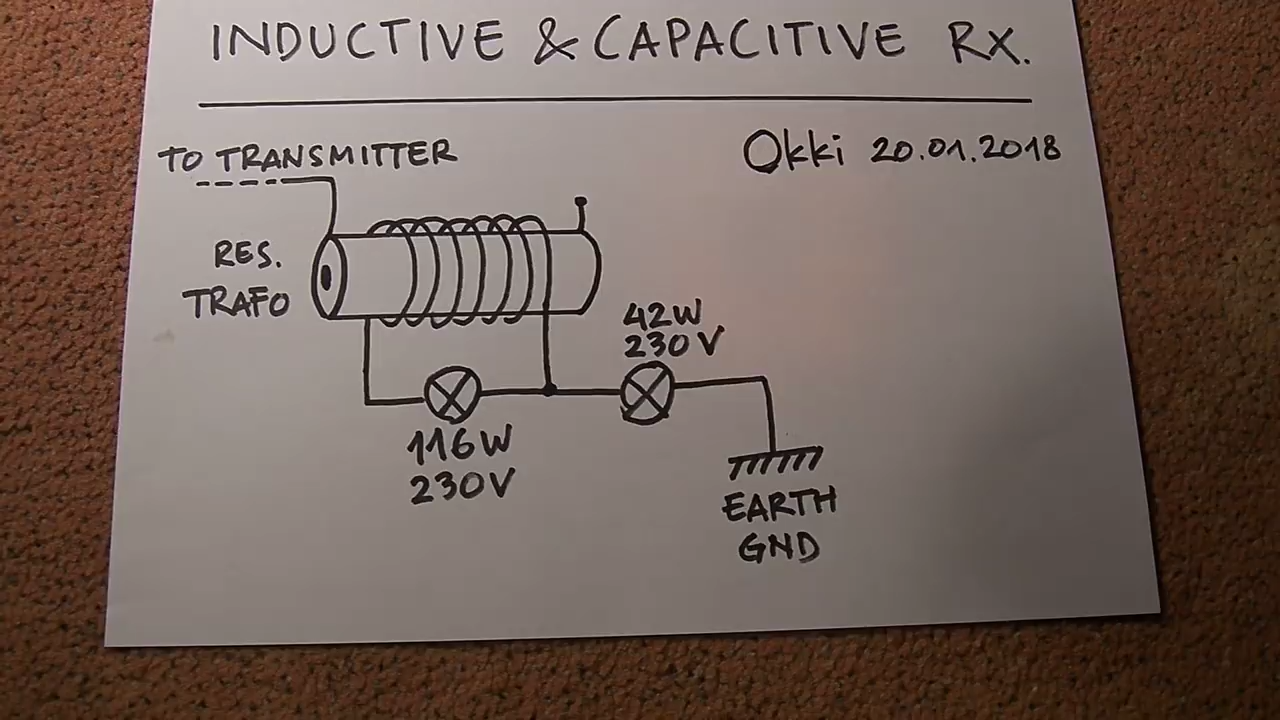 INDUCTIVE & CAPACITIVE RX.
TO TRANSMITTER
Okki 20.01.2018
RES.
TRAFO
42W
230V
116W
230V
EARTH
GND